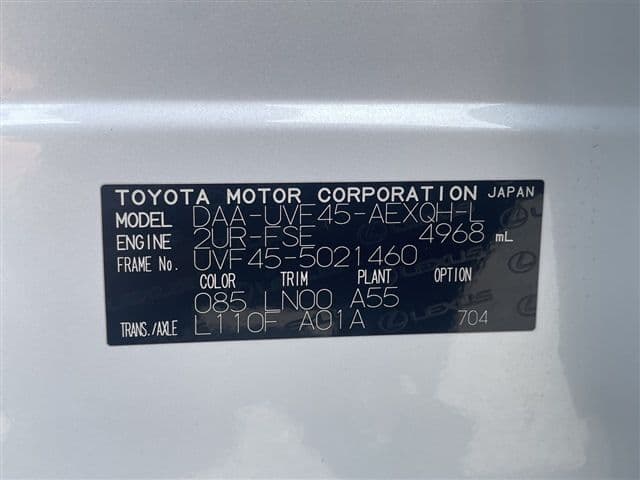 TOYOTA MOTOR CORPORATION JAPAN
MODEL DAA-UVF45-AEXQH-L
ENGINE 2UR-FSE 4968 mL
FRAME No. UVF45-5021460
COLOR TRIM PLANT OPTION
085 LN00 A55
TRANS./AXLE L110F A01A 704
LEXUS